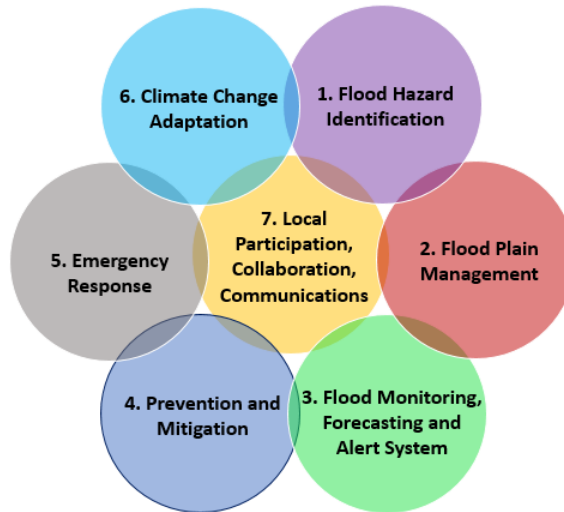 1. Flood Hazard
Identification
2. Flood Plain
Management
3. Flood Monitoring,
Forecasting and
Alert System
4. Prevention and
Mitigation
5. Emergency
Response
6. Climate Change
Adaptation
7. Local
Participation,
Collaboration,
Communications